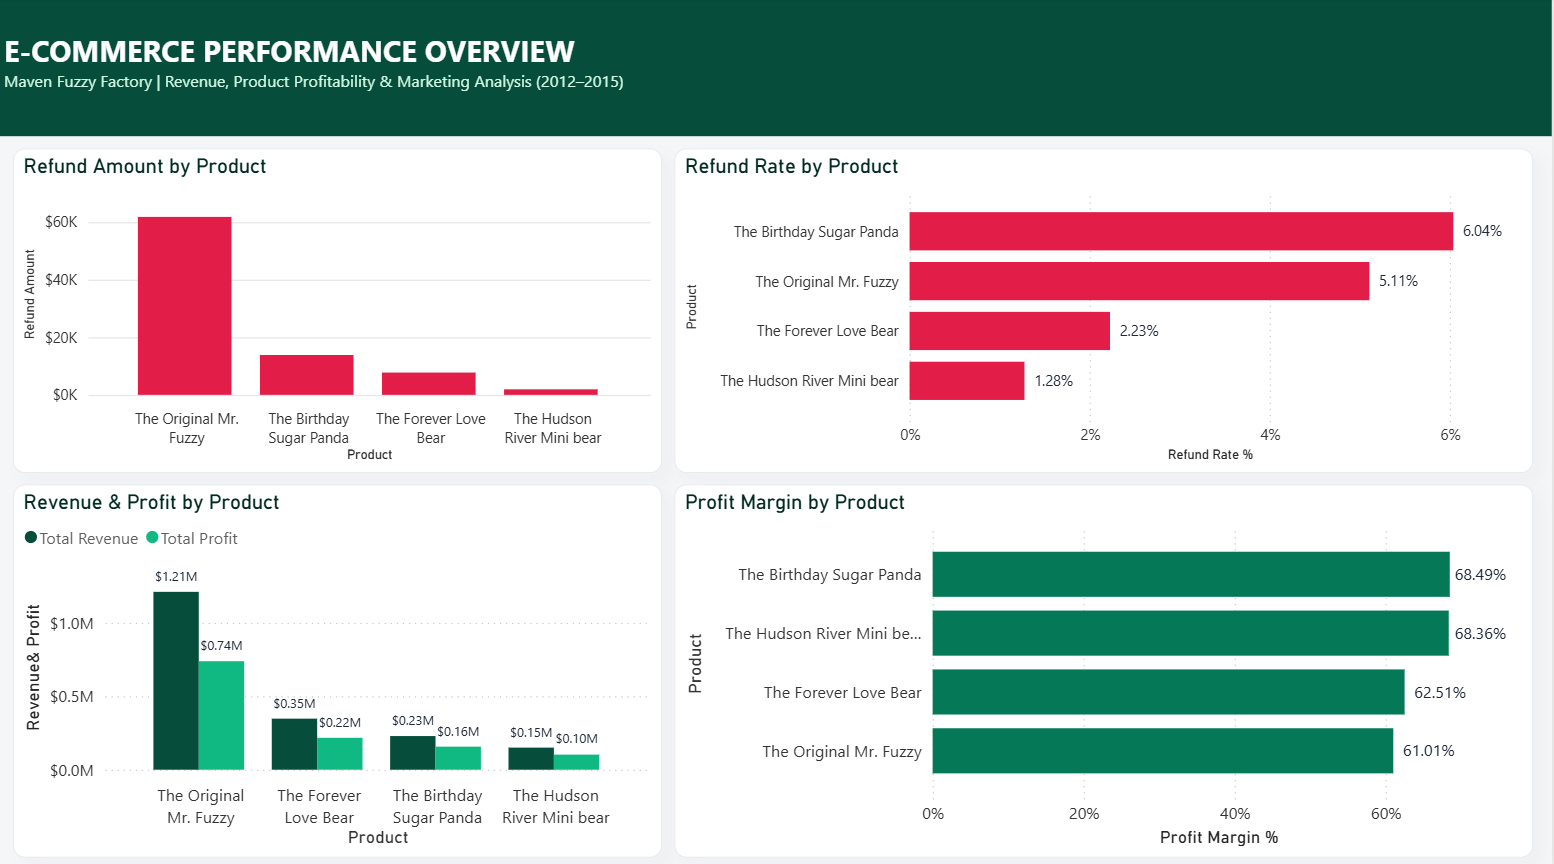 E-COMMERCE PERFORMANCE OVERVIEW
Maven Fuzzy Factory | Revenue, Product Profitability & Marketing Analysis (2012–2015)
Refund Amount by Product
Refund Amount
$60K
$40K
$20K
$0K
The Original Mr.
Fuzzy
The Birthday
Sugar Panda
The Forever Love
Bear
The Hudson
River Mini bear
Product
Refund Rate by Product
Product
The Birthday Sugar Panda
6.04%
The Original Mr. Fuzzy
5.11%
The Forever Love Bear
2.23%
The Hudson River Mini bear
1.28%
0%
2%
4%
6%
Refund Rate %
Revenue & Profit by Product
Total Revenue
Total Profit
Revenue& Profit
$1.0M
$0.5M
$0.0M
$1.21M
$0.74M
$0.35M
$0.22M
$0.23M
$0.16M
$0.15M
$0.10M
The Original
Mr. Fuzzy
The Forever
Love Bear
The Birthday
Sugar Panda
The Hudson
River Mini bear
Product
Profit Margin by Product
Product
The Birthday Sugar Panda
68.49%
The Hudson River Mini be...
68.36%
The Forever Love Bear
62.51%
The Original Mr. Fuzzy
61.01%
0%
20%
40%
60%
Profit Margin %